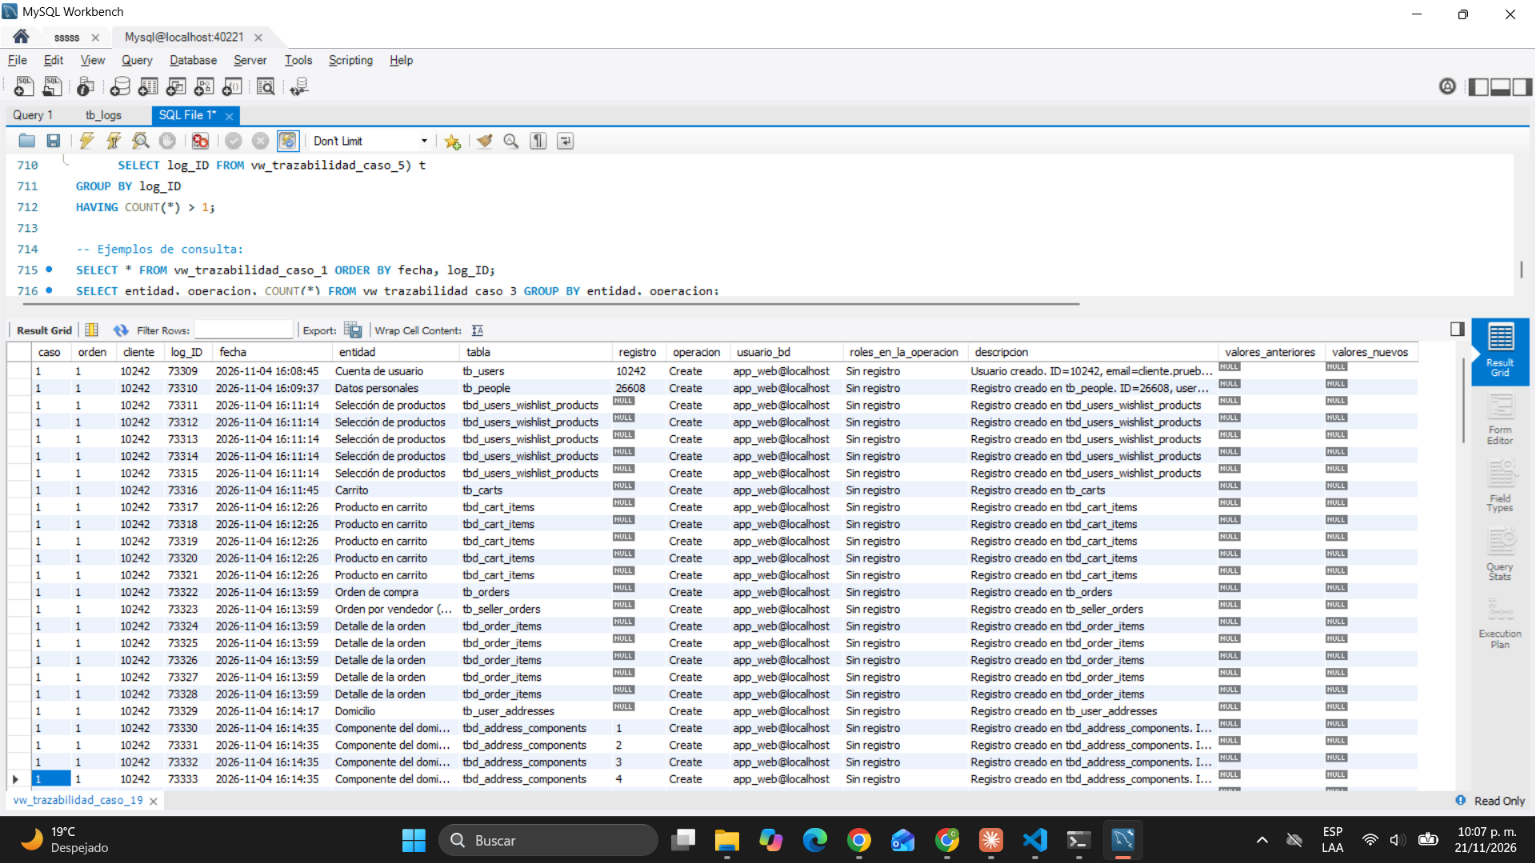 MySQL Workbench
sssss
Mysql@localhost:40221
File Edit View Query Database Server Tools Scripting Help
Query 1 tb_logs SQL File 1*
Don't Limit
710 SELECT log_ID FROM vw_trazabilidad_caso_5) t
711 GROUP BY log_ID
712 HAVING COUNT(*) > 1;
713
714 -- Ejemplos de consulta:
715 SELECT * FROM vw_trazabilidad_caso_1 ORDER BY fecha, log_ID;
716 SELECT entidad, operacion, COUNT(*) FROM vw_trazabilidad_caso_3 GROUP BY entidad, operacion;
Result Grid Filter Rows: Export: Wrap Cell Content:
caso orden cliente log_ID fecha entidad tabla registro operacion usuario_bd roles_en_la_operacion descripcion valores_anteriores valores_nuevos
1 1 10242 73309 2026-11-04 16:08:45 Cuenta de usuario tb_users 10242 Create app_web@localhost Sin registro Usuario creado. ID=10242, email=cliente.prueb... NULL NULL
1 1 10242 73310 2026-11-04 16:09:37 Datos personales tb_people 26608 Create app_web@localhost Sin registro Registro creado en tb_people. ID=26608, user... NULL NULL
1 1 10242 73311 2026-11-04 16:11:14 Selección de productos tbd_users_wishlist_products NULL Create app_web@localhost Sin registro Registro creado en tbd_users_wishlist_products NULL NULL
1 1 10242 73312 2026-11-04 16:11:14 Selección de productos tbd_users_wishlist_products NULL Create app_web@localhost Sin registro Registro creado en tbd_users_wishlist_products NULL NULL
1 1 10242 73313 2026-11-04 16:11:14 Selección de productos tbd_users_wishlist_products NULL Create app_web@localhost Sin registro Registro creado en tbd_users_wishlist_products NULL NULL
1 1 10242 73314 2026-11-04 16:11:14 Selección de productos tbd_users_wishlist_products NULL Create app_web@localhost Sin registro Registro creado en tbd_users_wishlist_products NULL NULL
1 1 10242 73315 2026-11-04 16:11:14 Selección de productos tbd_users_wishlist_products NULL Create app_web@localhost Sin registro Registro creado en tbd_users_wishlist_products NULL NULL
1 1 10242 73316 2026-11-04 16:11:45 Carrito tb_carts NULL Create app_web@localhost Sin registro Registro creado en tb_carts NULL NULL
1 1 10242 73317 2026-11-04 16:12:26 Producto en carrito tbd_cart_items NULL Create app_web@localhost Sin registro Registro creado en tbd_cart_items NULL NULL
1 1 10242 73318 2026-11-04 16:12:26 Producto en carrito tbd_cart_items NULL Create app_web@localhost Sin registro Registro creado en tbd_cart_items NULL NULL
1 1 10242 73319 2026-11-04 16:12:26 Producto en carrito tbd_cart_items NULL Create app_web@localhost Sin registro Registro creado en tbd_cart_items NULL NULL
1 1 10242 73320 2026-11-04 16:12:26 Producto en carrito tbd_cart_items NULL Create app_web@localhost Sin registro Registro creado en tbd_cart_items NULL NULL
1 1 10242 73321 2026-11-04 16:12:26 Producto en carrito tbd_cart_items NULL Create app_web@localhost Sin registro Registro creado en tbd_cart_items NULL NULL
1 1 10242 73322 2026-11-04 16:13:59 Orden de compra tb_orders NULL Create app_web@localhost Sin registro Registro creado en tb_orders NULL NULL
1 1 10242 73323 2026-11-04 16:13:59 Orden por vendedor (... tb_seller_orders NULL Create app_web@localhost Sin registro Registro creado en tb_seller_orders NULL NULL
1 1 10242 73324 2026-11-04 16:13:59 Detalle de la orden tbd_order_items NULL Create app_web@localhost Sin registro Registro creado en tbd_order_items NULL NULL
1 1 10242 73325 2026-11-04 16:13:59 Detalle de la orden tbd_order_items NULL Create app_web@localhost Sin registro Registro creado en tbd_order_items NULL NULL
1 1 10242 73326 2026-11-04 16:13:59 Detalle de la orden tbd_order_items NULL Create app_web@localhost Sin registro Registro creado en tbd_order_items NULL NULL
1 1 10242 73327 2026-11-04 16:13:59 Detalle de la orden tbd_order_items NULL Create app_web@localhost Sin registro Registro creado en tbd_order_items NULL NULL
1 1 10242 73328 2026-11-04 16:13:59 Detalle de la orden tbd_order_items NULL Create app_web@localhost Sin registro Registro creado en tbd_order_items NULL NULL
1 1 10242 73329 2026-11-04 16:14:17 Domicilio tb_user_addresses NULL Create app_web@localhost Sin registro Registro creado en tb_user_addresses NULL NULL
1 1 10242 73330 2026-11-04 16:14:35 Componente del domi... tbd_address_components 1 Create app_web@localhost Sin registro Registro creado en tbd_address_components. I... NULL NULL
1 1 10242 73331 2026-11-04 16:14:35 Componente del domi... tbd_address_components 2 Create app_web@localhost Sin registro Registro creado en tbd_address_components. I... NULL NULL
1 1 10242 73332 2026-11-04 16:14:35 Componente del domi... tbd_address_components 3 Create app_web@localhost Sin registro Registro creado en tbd_address_components. I... NULL NULL
1 1 10242 73333 2026-11-04 16:14:35 Componente del domi... tbd_address_components 4 Create app_web@localhost Sin registro Registro creado en tbd_address_components. I... NULL NULL
Result Grid
Form Editor
Field Types
Query Stats
Execution Plan
vw_trazabilidad_caso_19
Read Only
19°C
Despejado
Buscar
ESP
LAA
10:07 p. m.
21/11/2026